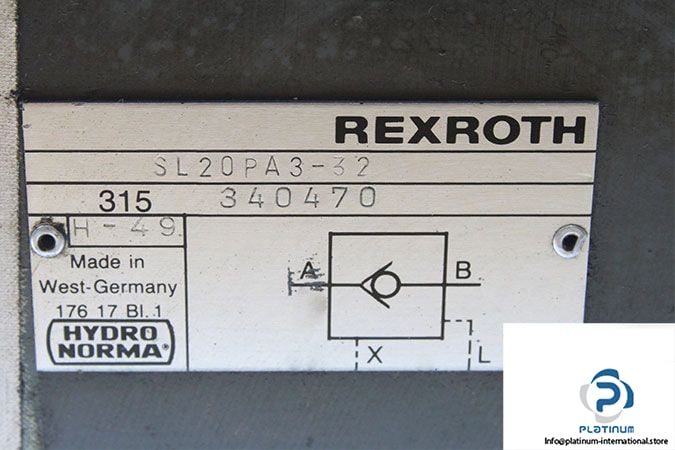 REXROTH
SL20PA3-32
315 340470
H-49
Made in
West-Germany
176 17 Bl. 1
HYDRO
NORMA®
A B
X L
PLATINUM
Info@platinum-international.store